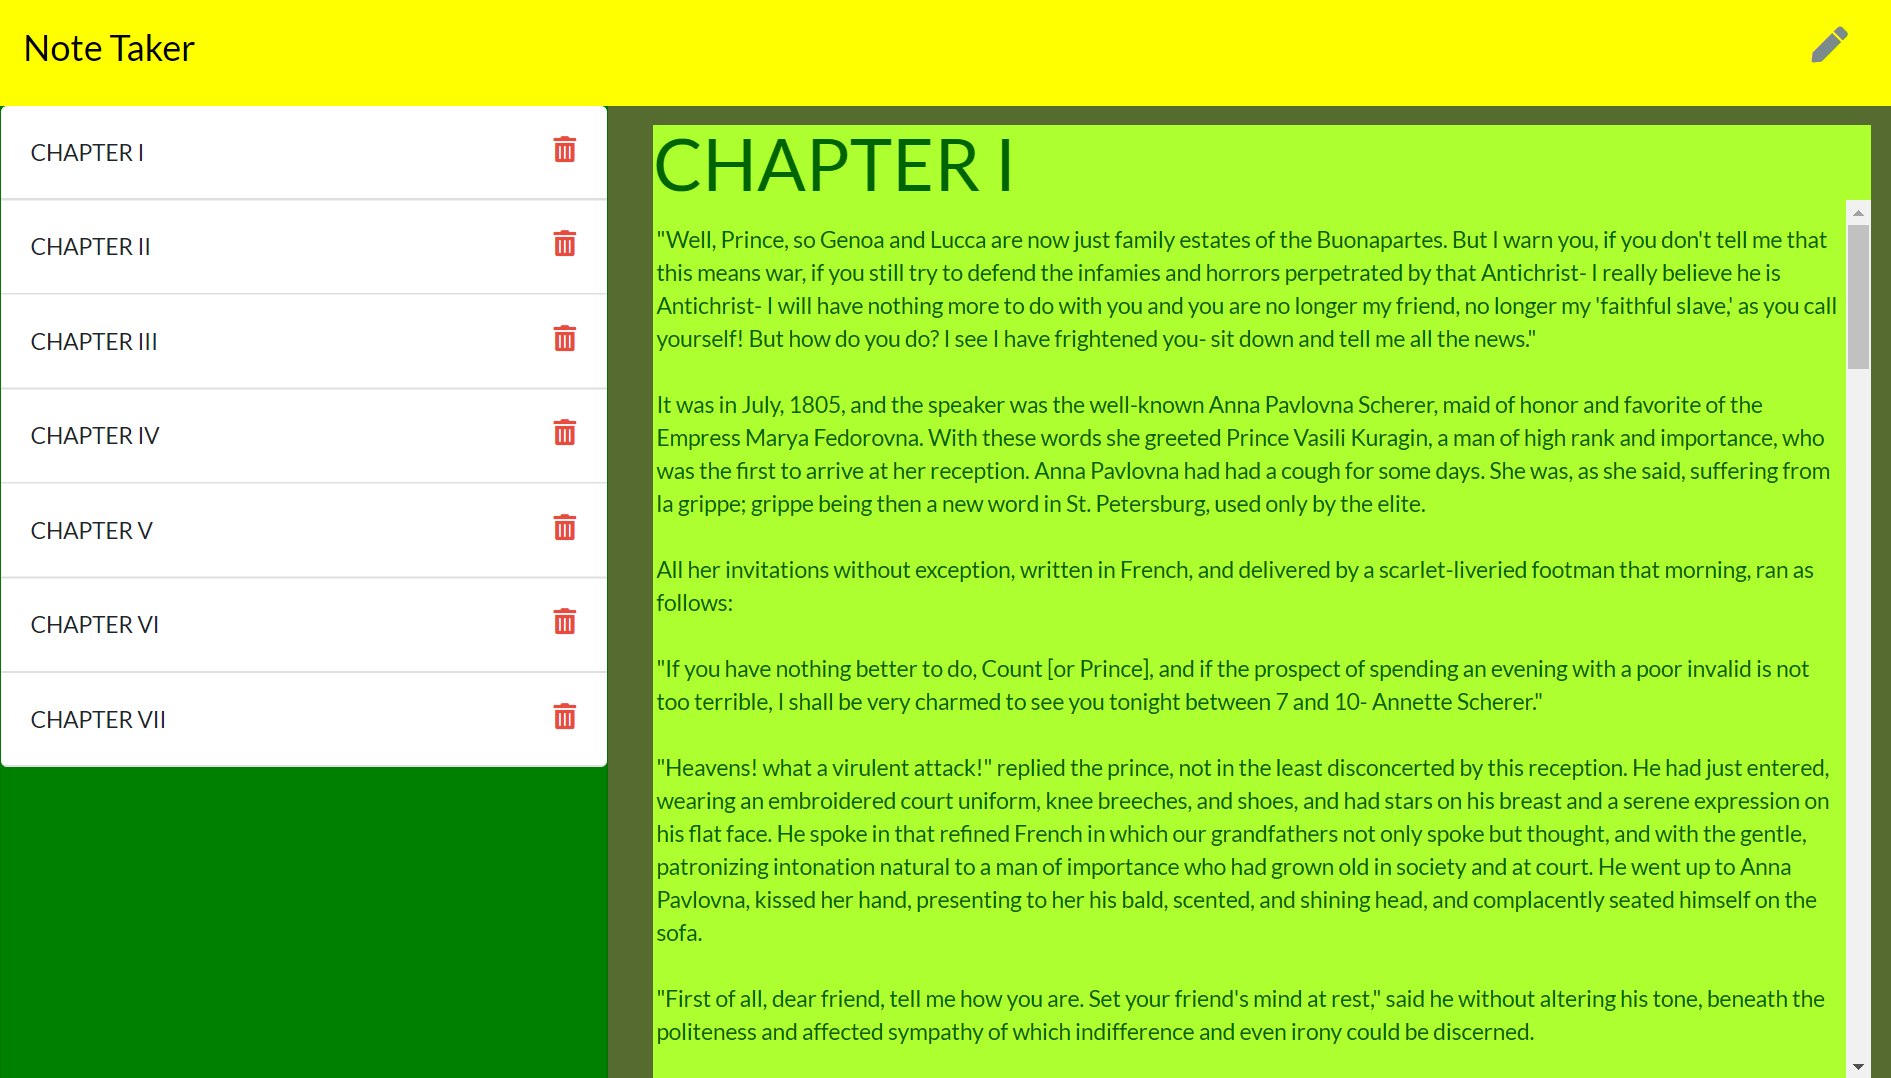 Note Taker
CHAPTER I
CHAPTER II
CHAPTER III
CHAPTER IV
CHAPTER V
CHAPTER VI
CHAPTER VII
CHAPTER I
"Well, Prince, so Genoa and Lucca are now just family estates of the Buonapartes. But I warn you, if you don't tell me that
this means war, if you still try to defend the infamies and horrors perpetrated by that Antichrist- I really believe he is
Antichrist- I will have nothing more to do with you and you are no longer my friend, no longer my 'faithful slave,' as you call
yourself! But how do you do? I see I have frightened you- sit down and tell me all the news."
It was in July, 1805, and the speaker was the well-known Anna Pavlovna Scherer, maid of honor and favorite of the
Empress Marya Fedorovna. With these words she greeted Prince Vasili Kuragin, a man of high rank and importance, who
was the first to arrive at her reception. Anna Pavlovna had had a cough for some days. She was, as she said, suffering from
la grippe; grippe being then a new word in St. Petersburg, used only by the elite.
All her invitations without exception, written in French, and delivered by a scarlet-liveried footman that morning, ran as
follows:
"If you have nothing better to do, Count [or Prince], and if the prospect of spending an evening with a poor invalid is not
too terrible, I shall be very charmed to see you tonight between 7 and 10- Annette Scherer."
"Heavens! what a virulent attack!" replied the prince, not in the least disconcerted by this reception. He had just entered,
wearing an embroidered court uniform, knee breeches, and shoes, and had stars on his breast and a serene expression on
his flat face. He spoke in that refined French in which our grandfathers not only spoke but thought, and with the gentle,
patronizing intonation natural to a man of importance who had grown old in society and at court. He went up to Anna
Pavlovna, kissed her hand, presenting to her his bald, scented, and shining head, and complacently seated himself on the
sofa.
"First of all, dear friend, tell me how you are. Set your friend's mind at rest," said he without altering his tone, beneath the
politeness and affected sympathy of which indifference and even irony could be discerned.